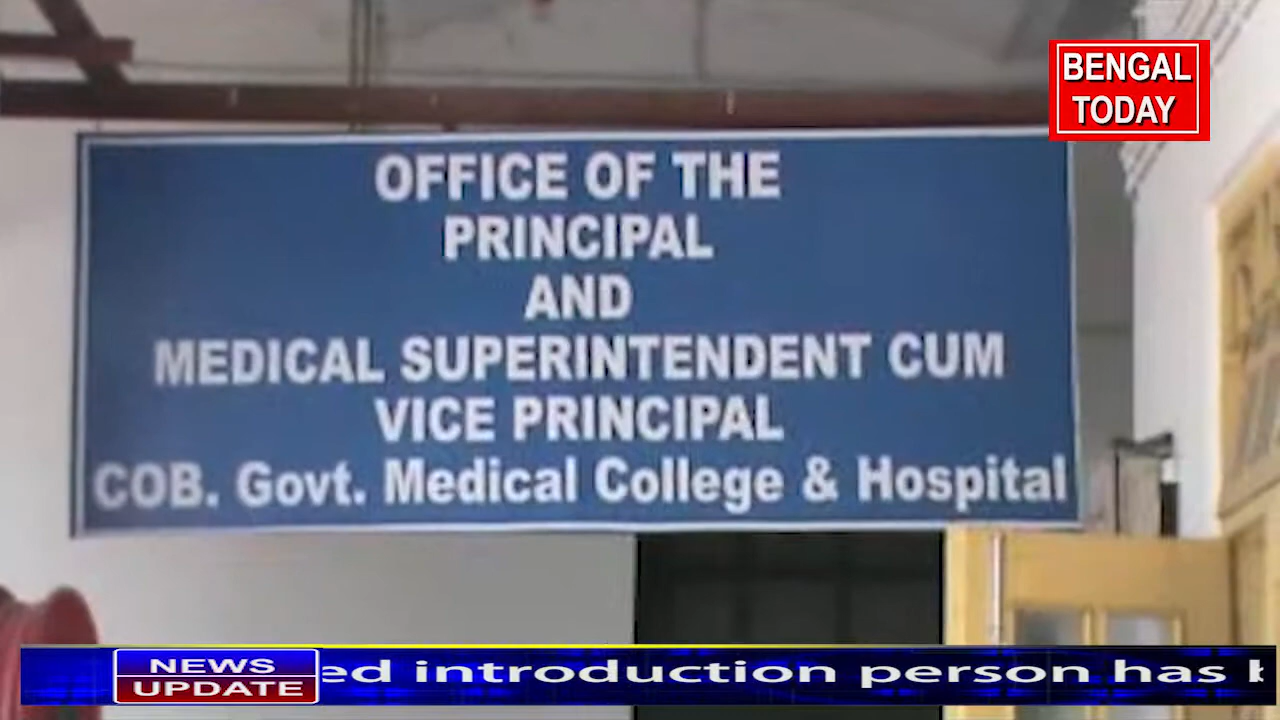 BENGAL
TODAY
OFFICE OF THE
PRINCIPAL
AND
MEDICAL SUPERINTENDENT CUM
VICE PRINCIPAL
COB. Govt. Medical College & Hospital
NEWS
UPDATE
ed introduction person has